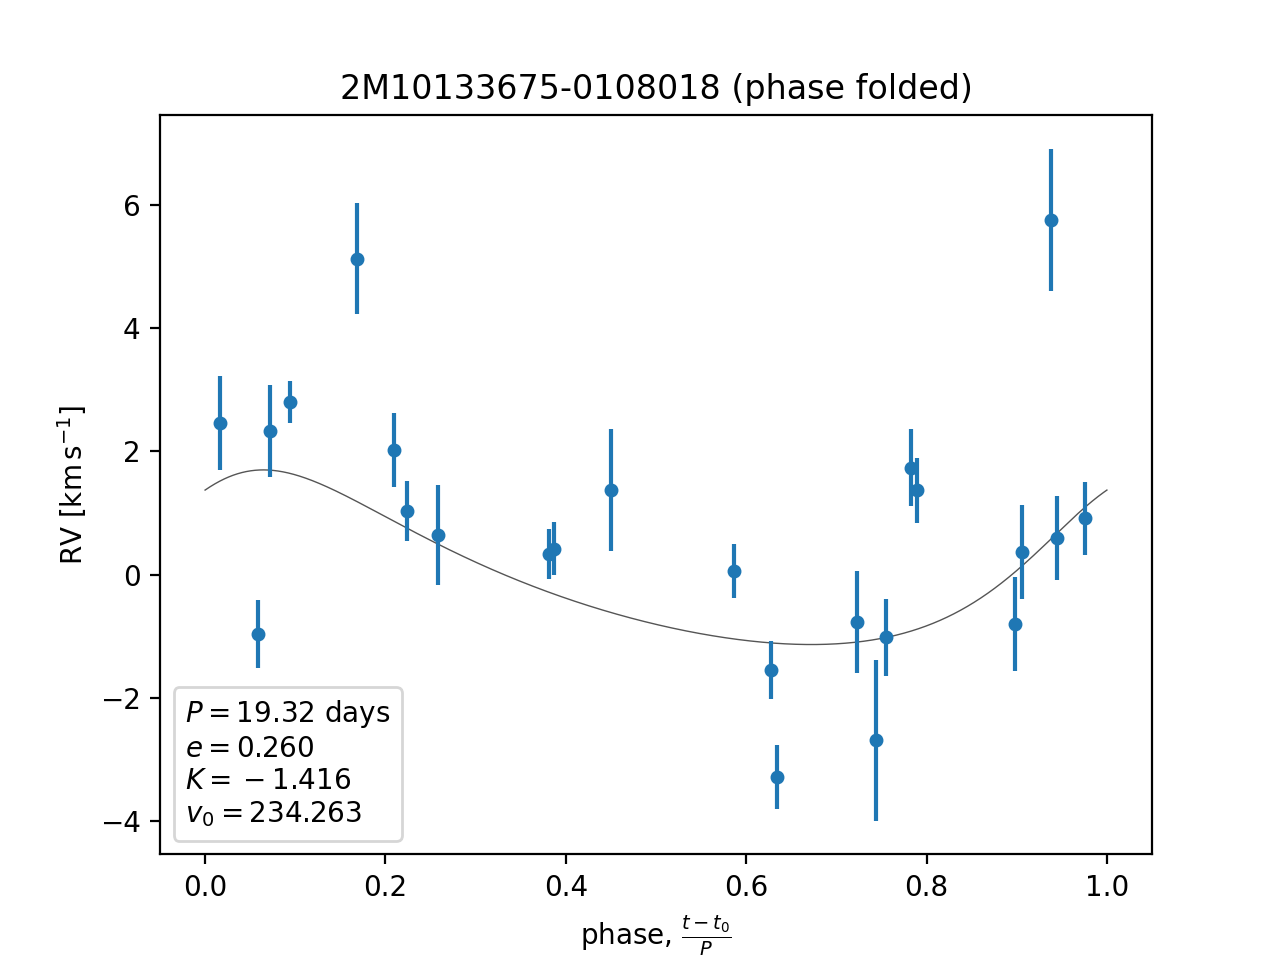 2M10133675-0108018 (phase folded)
RV [km s⁻¹]
6
4
2
0
−2
−4
P = 19.32 days
e = 0.260
K = −1.416
v₀ = 234.263
0.0 0.2 0.4 0.6 0.8 1.0
phase, (t − t₀)/P